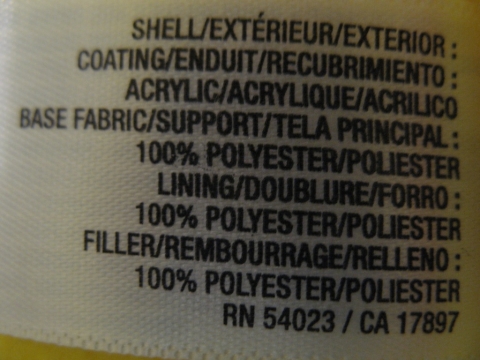 SHELL/EXTÉRIEUR/EXTERIOR :
COATING/ENDUIT/RECUBRIMIENTO :
ACRYLIC/ACRYLIQUE/ACRILICO
BASE FABRIC/SUPPORT/TELA PRINCIPAL :
100% POLYESTER/POLIESTER
LINING/DOUBLURE/FORRO :
100% POLYESTER/POLIESTER
FILLER/REMBOURRAGE/RELLENO :
100% POLYESTER/POLIESTER
RN 54023 / CA 17897